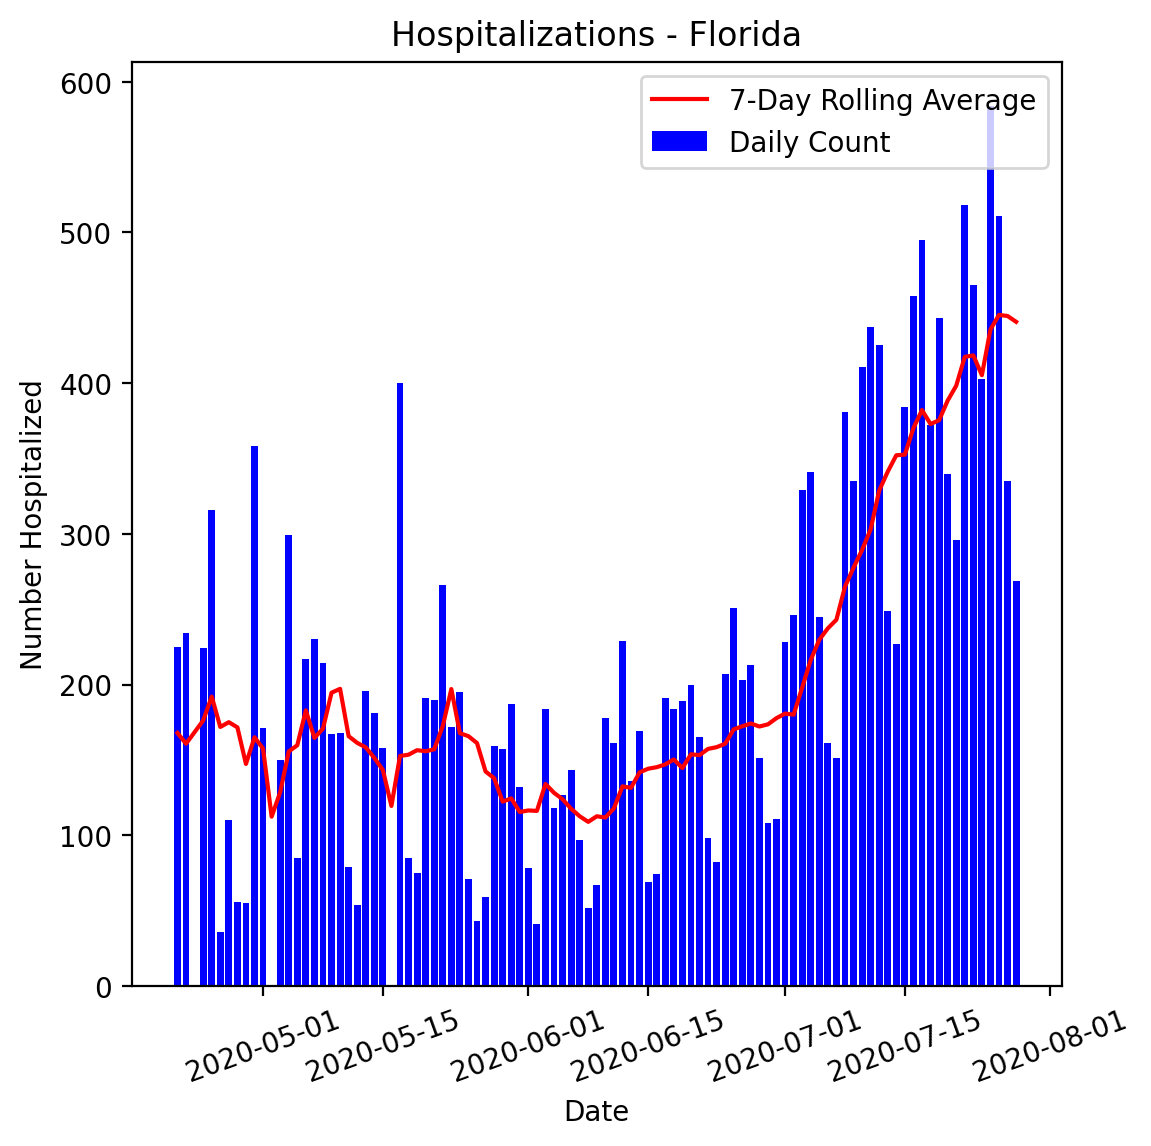 Hospitalizations - Florida
7-Day Rolling Average
Daily Count
600
500
400
300
200
100
0
Number Hospitalized
2020-05-01
2020-05-15
2020-06-01
2020-06-15
2020-07-01
2020-07-15
2020-08-01
Date